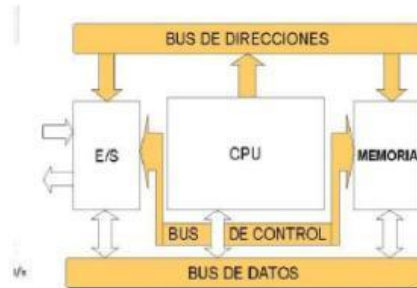 BUS DE DIRECCIONES
E/S
CPU
MEMORIA
BUS DE CONTROL
BUS DE DATOS